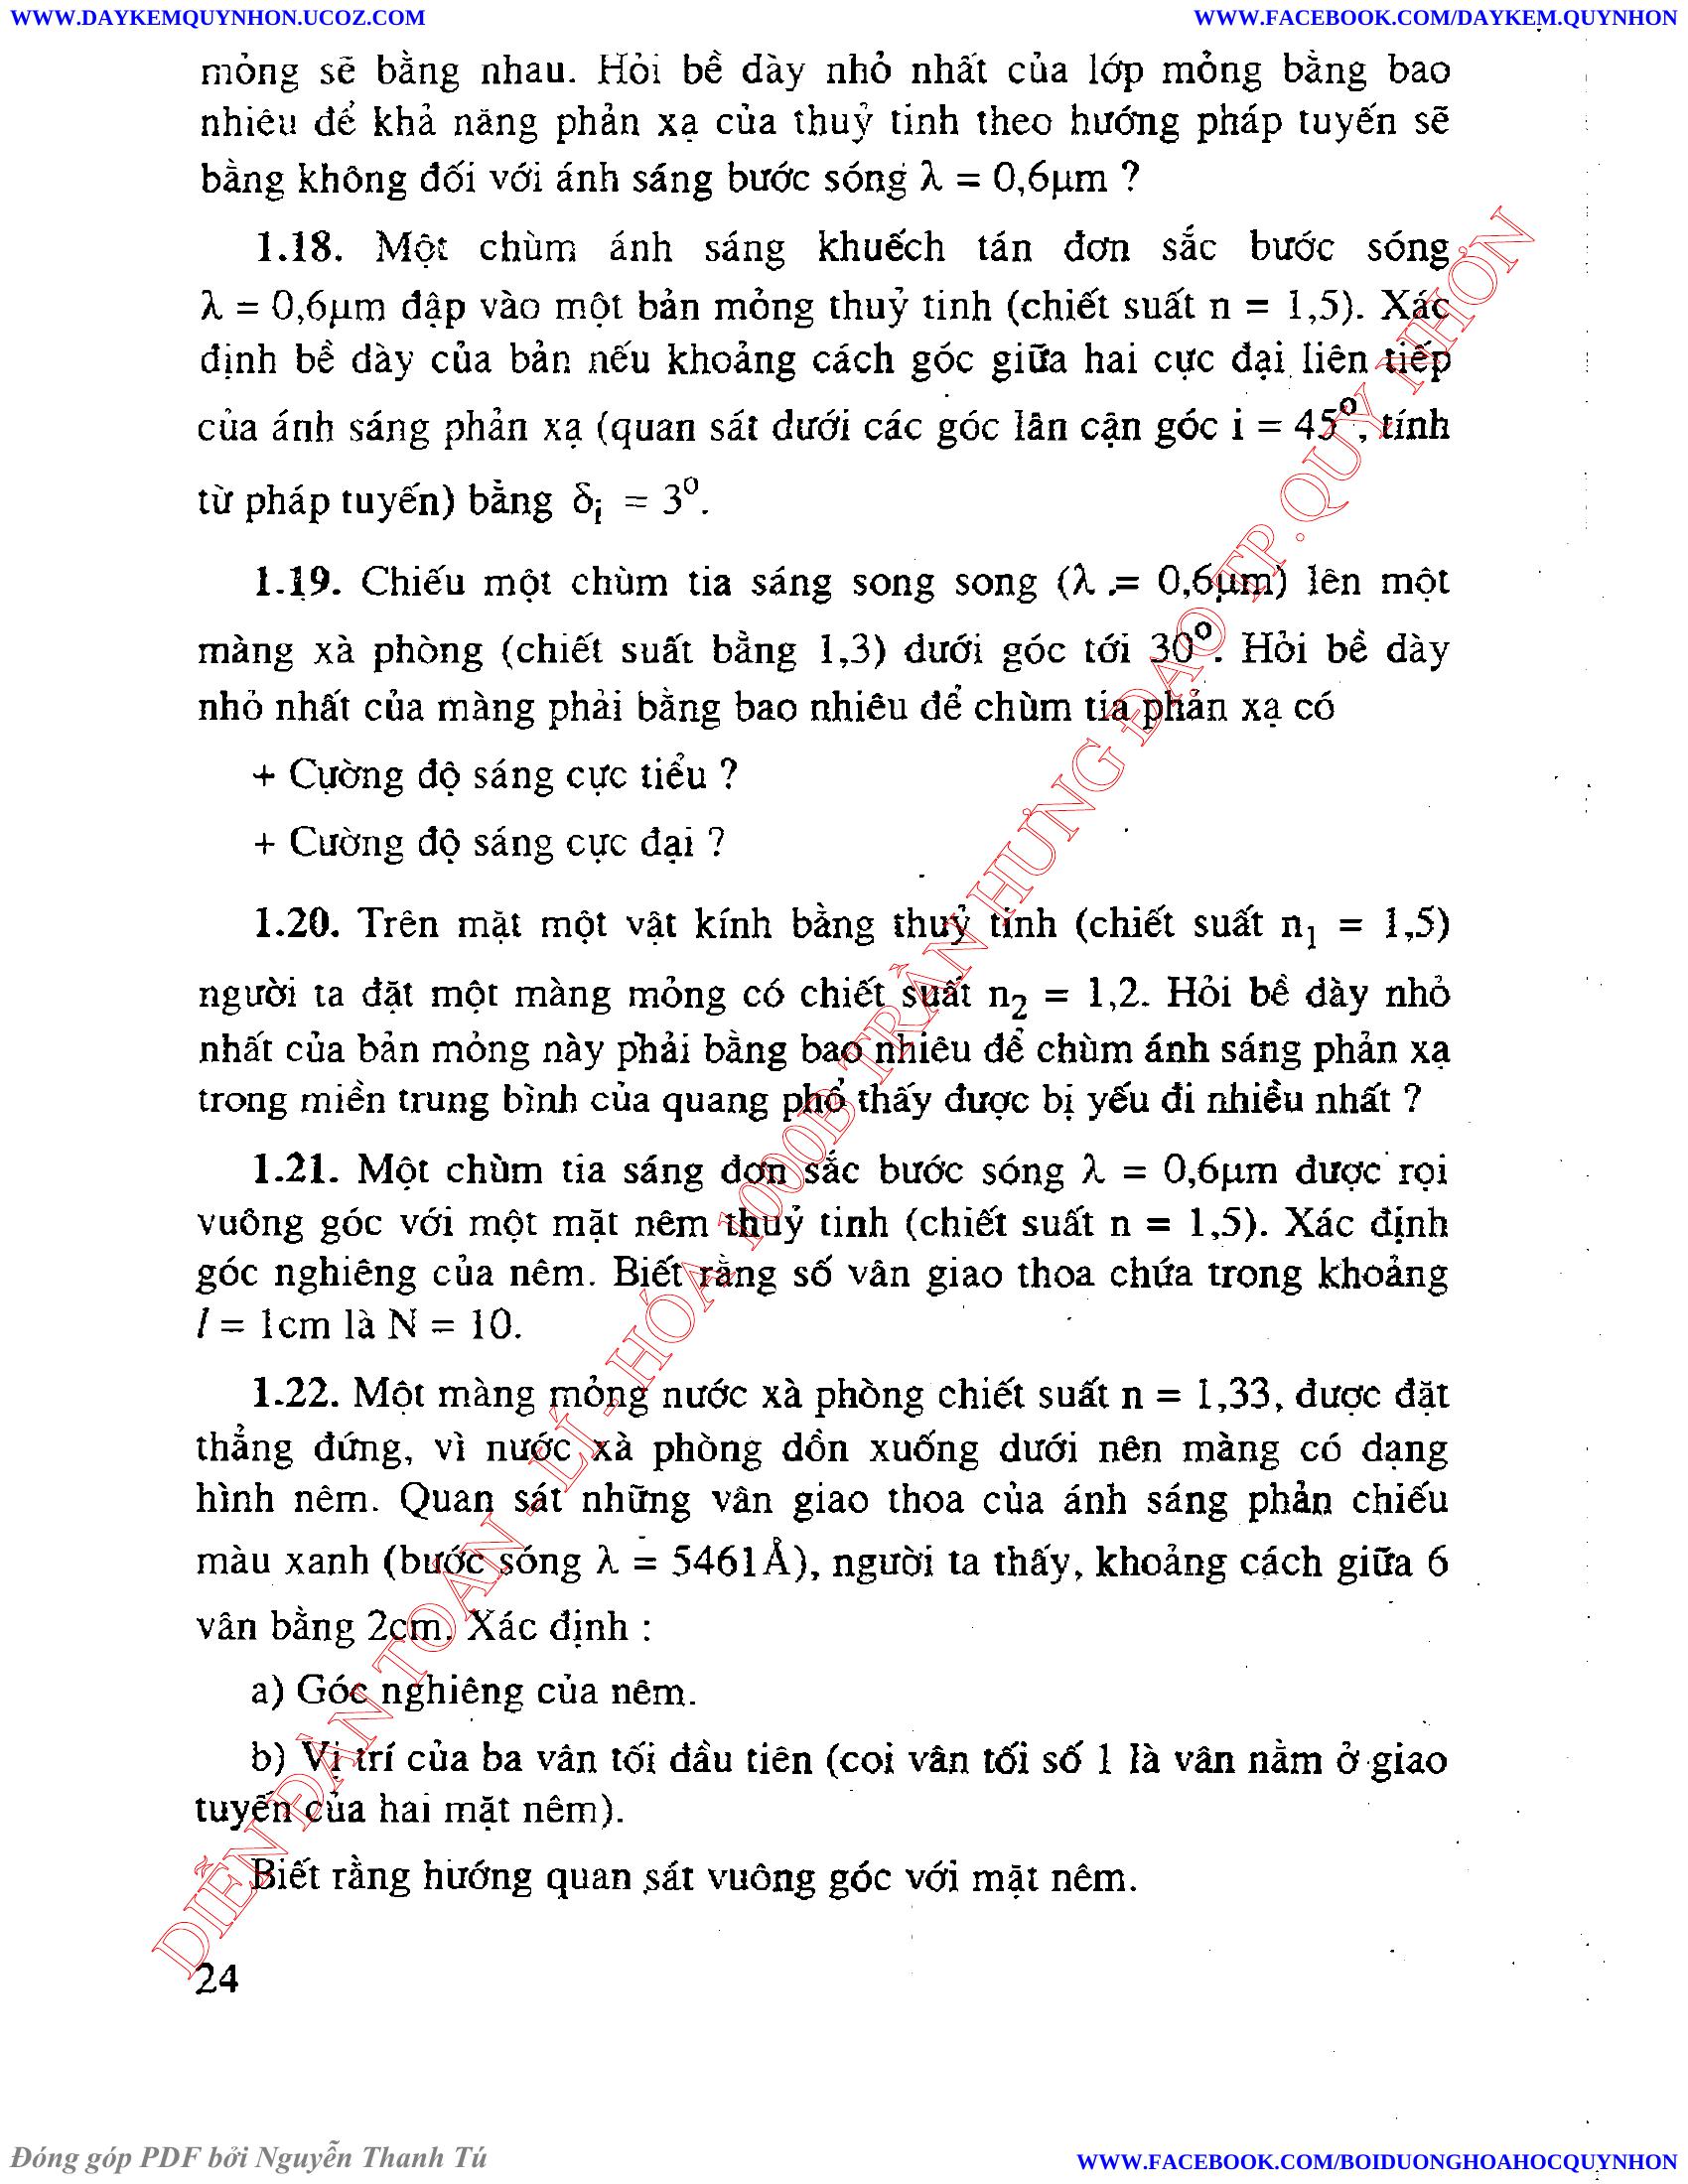 WWW.DAYKEMQUYNHON.UCOZ.COM WWW.FACEBOOK.COM/DAYKEM.QUYNHON
mỏng sẽ bằng nhau. Hỏi bề dày nhỏ nhất của lớp mỏng bằng bao
nhiêu để khả năng phản xạ của thuỷ tinh theo hướng pháp tuyến sẽ
bằng không đối với ánh sáng bước sóng λ = 0,6μm ?
1.18. Một chùm ánh sáng khuếch tán đơn sắc bước sóng
λ = 0,6μm đập vào một bản mỏng thuỷ tinh (chiết suất n = 1,5). Xác
định bề dày của bản nếu khoảng cách góc giữa hai cực đại liên tiếp
của ánh sáng phản xạ (quan sát dưới các góc lân cận góc i = 45°, tính
từ pháp tuyến) bằng δᵢ = 3°.
1.19. Chiếu một chùm tia sáng song song (λ = 0,6μm) lên một
màng xà phòng (chiết suất bằng 1,3) dưới góc tới 30°. Hỏi bề dày
nhỏ nhất của màng phải bằng bao nhiêu để chùm tia phản xạ có
+ Cường độ sáng cực tiểu ?
+ Cường độ sáng cực đại ?
1.20. Trên mặt một vật kính bằng thuỷ tinh (chiết suất n₁ = 1,5)
người ta đặt một màng mỏng có chiết suất n₂ = 1,2. Hỏi bề dày nhỏ
nhất của bản mỏng này phải bằng bao nhiêu để chùm ánh sáng phản xạ
trong miền trung bình của quang phổ thấy được bị yếu đi nhiều nhất ?
1.21. Một chùm tia sáng đơn sắc bước sóng λ = 0,6μm được rọi
vuông góc với một mặt nêm thuỷ tinh (chiết suất n = 1,5). Xác định
góc nghiêng của nêm. Biết rằng số vân giao thoa chứa trong khoảng
l = 1cm là N = 10.
1.22. Một màng mỏng nước xà phòng chiết suất n = 1,33, được đặt
thẳng đứng, vì nước xà phòng dồn xuống dưới nên màng có dạng
hình nêm. Quan sát những vân giao thoa của ánh sáng phản chiếu
màu xanh (bước sóng λ = 5461Å), người ta thấy, khoảng cách giữa 6
vân bằng 2cm. Xác định :
a) Góc nghiêng của nêm.
b) Vị trí của ba vân tối đầu tiên (coi vân tối số 1 là vân nằm ở giao
tuyến của hai mặt nêm).
Biết rằng hướng quan sát vuông góc với mặt nêm.
24
DIỄN ĐÀN TOÁN - LÍ - HÓA 1000B TRẦN HƯNG ĐẠO TP.QUY NHƠN
Đóng góp PDF bởi Nguyễn Thanh Tú WWW.FACEBOOK.COM/BOIDUONGHOAHOCQUYNHON